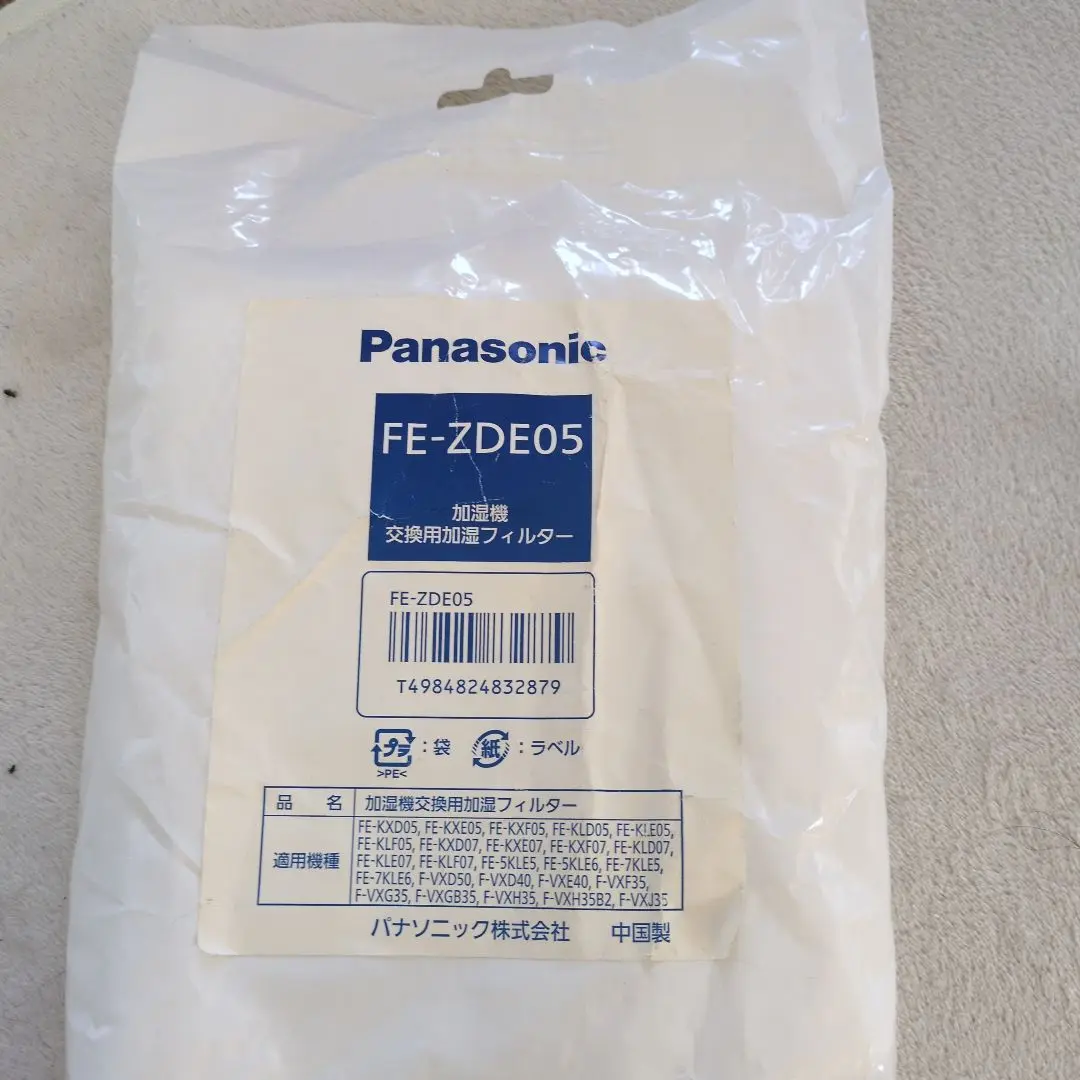 Panasonic
FE-ZDE05
加湿機
交換用加湿フィルター
FE-ZDE05
T4984824832879
プラ : 袋 紙 : ラベル
>PE<
品 名 加湿機交換用加湿フィルター
適用機種
FE-KXD05, FE-KXE05, FE-KXF05, FE-KLD05, FE-KLE05,
FE-KLF05, FE-KXD07, FE-KXE07, FE-KXF07, FE-KLD07,
FE-KLE07, FE-KLF07, FE-5KLE5, FE-5KLE6, FE-7KLE5,
FE-7KLE6, F-VXD50, F-VXD40, F-VXE40, F-VXF35,
F-VXG35, F-VXGB35, F-VXH35, F-VXH35B2, F-VXJ35
パナソニック株式会社 中国製